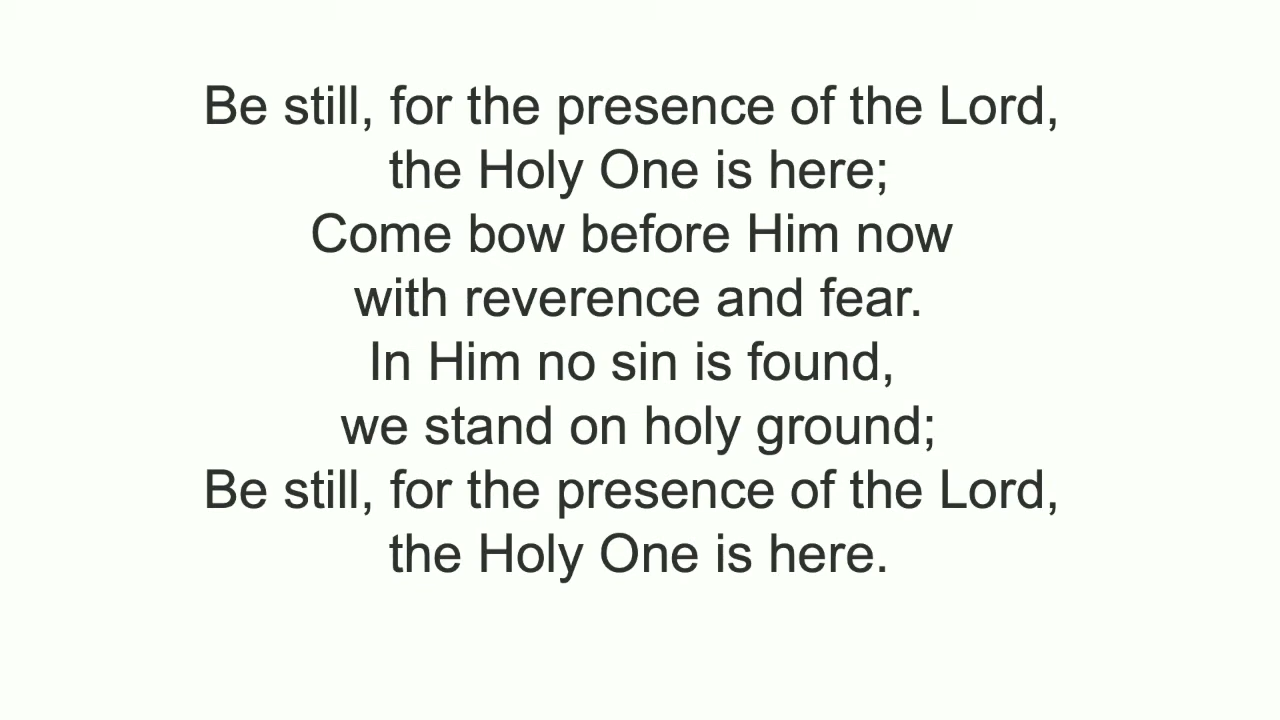 Be still, for the presence of the Lord,
the Holy One is here;
Come bow before Him now
with reverence and fear.
In Him no sin is found,
we stand on holy ground;
Be still, for the presence of the Lord,
the Holy One is here.